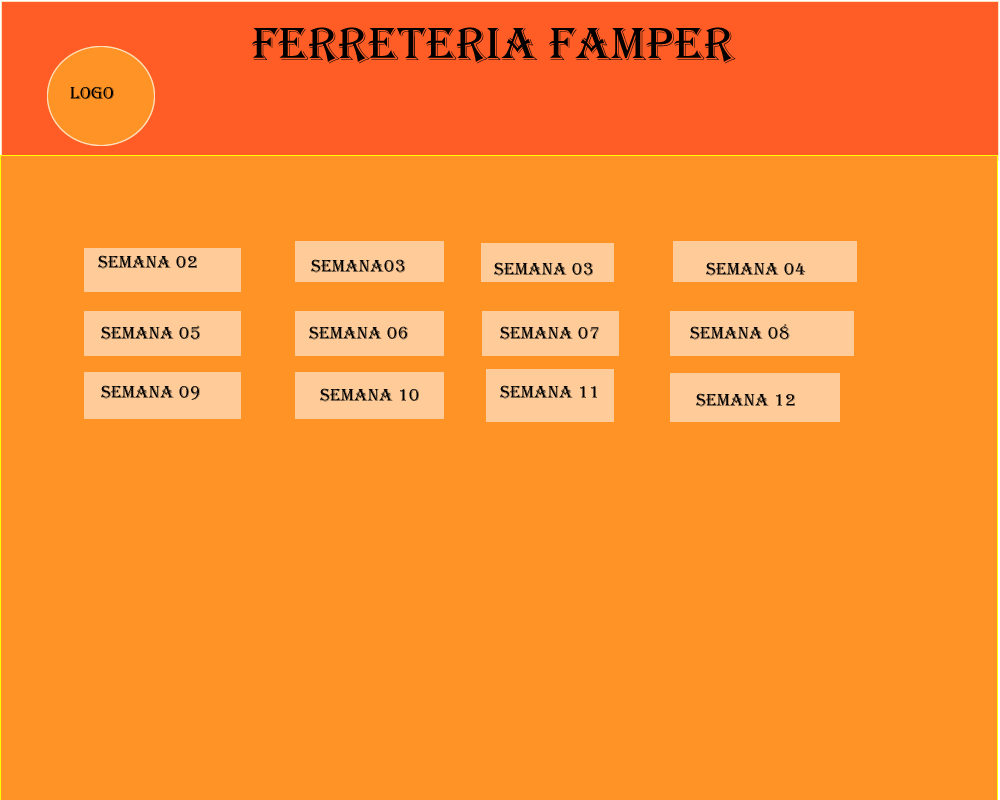 FERRETERIA FAMPER
LOGO
SEMANA 02
SEMANA03
SEMANA 03
SEMANA 04
SEMANA 05
SEMANA 06
SEMANA 07
SEMANA 08
SEMANA 09
SEMANA 10
SEMANA 11
SEMANA 12